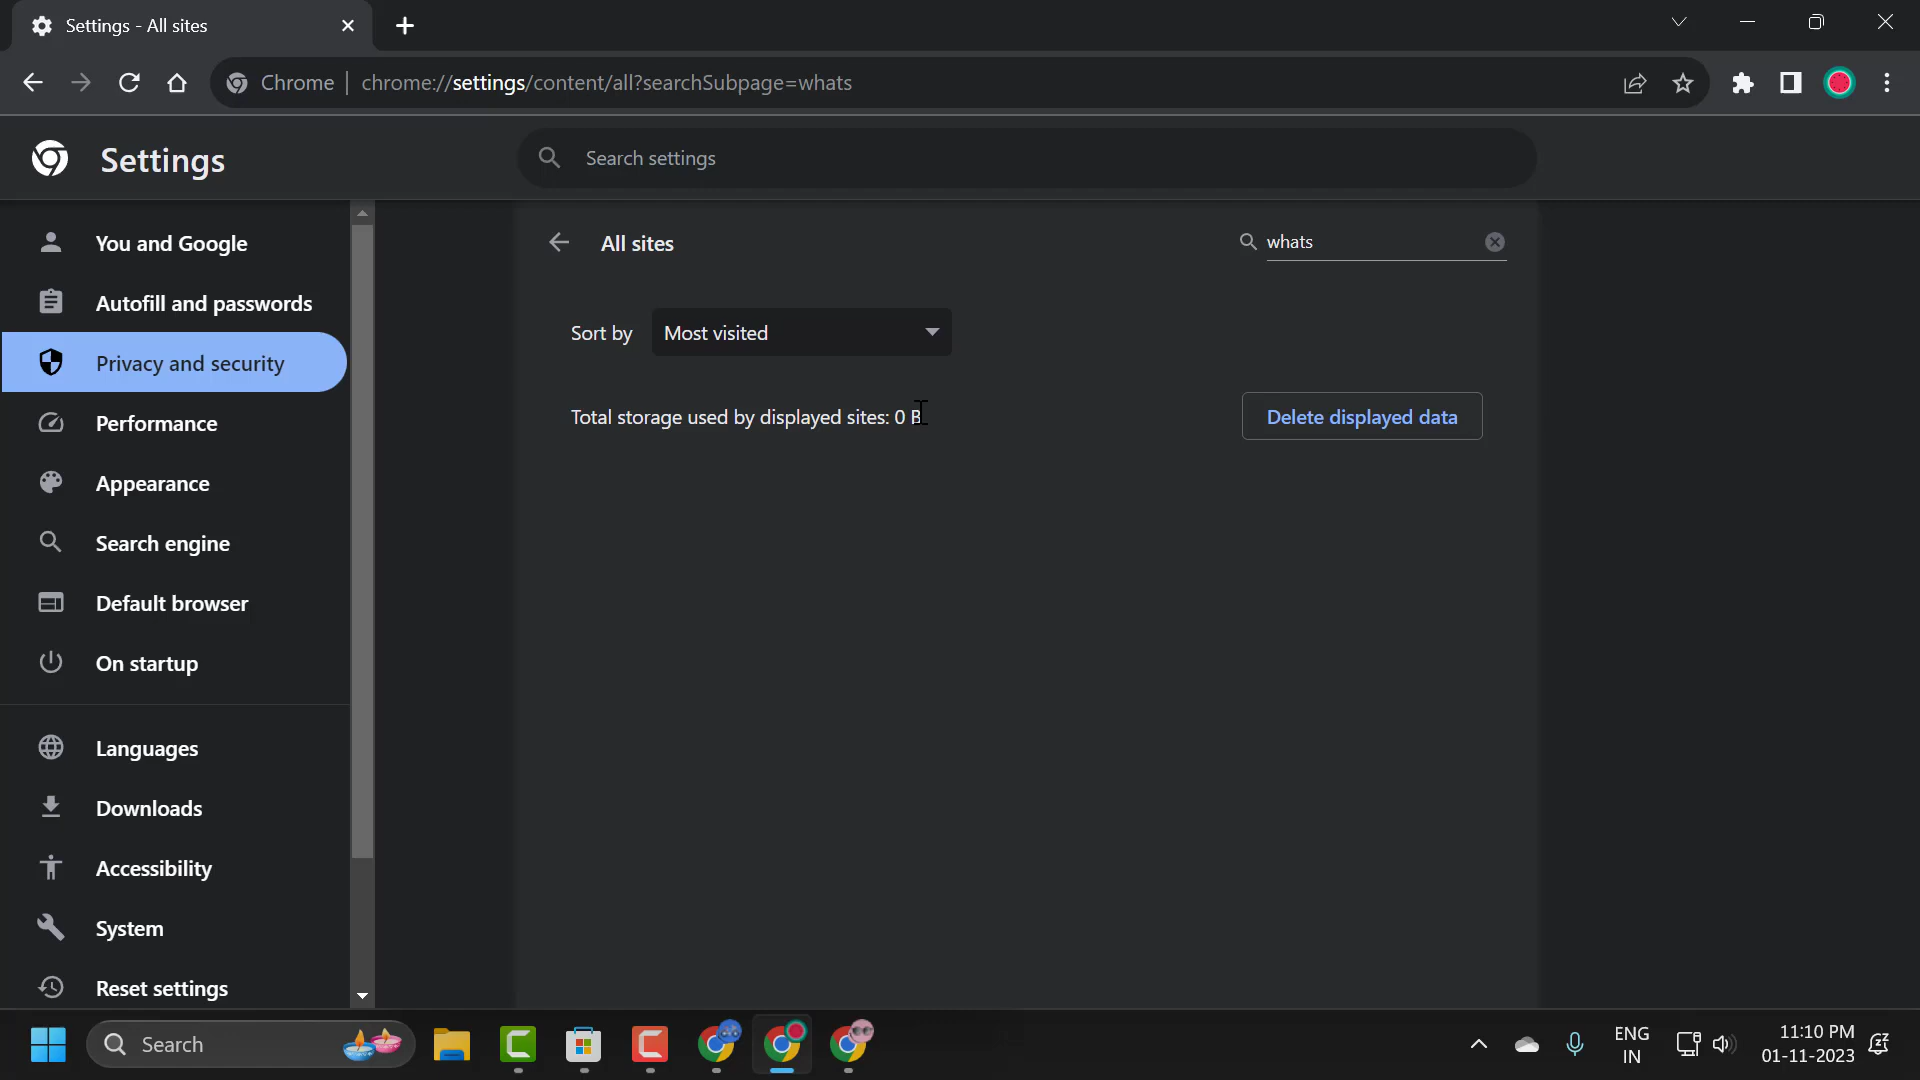 Settings - All sites
Chrome
chrome://settings/content/all?searchSubpage=whats
Settings
Search settings
You and Google
Autofill and passwords
Privacy and security
Performance
Appearance
Search engine
Default browser
On startup
Languages
Downloads
Accessibility
System
Reset settings
All sites
whats
Sort by
Most visited
Total storage used by displayed sites: 0 B
Delete displayed data
Search
ENG
IN
11:10 PM
01-11-2023